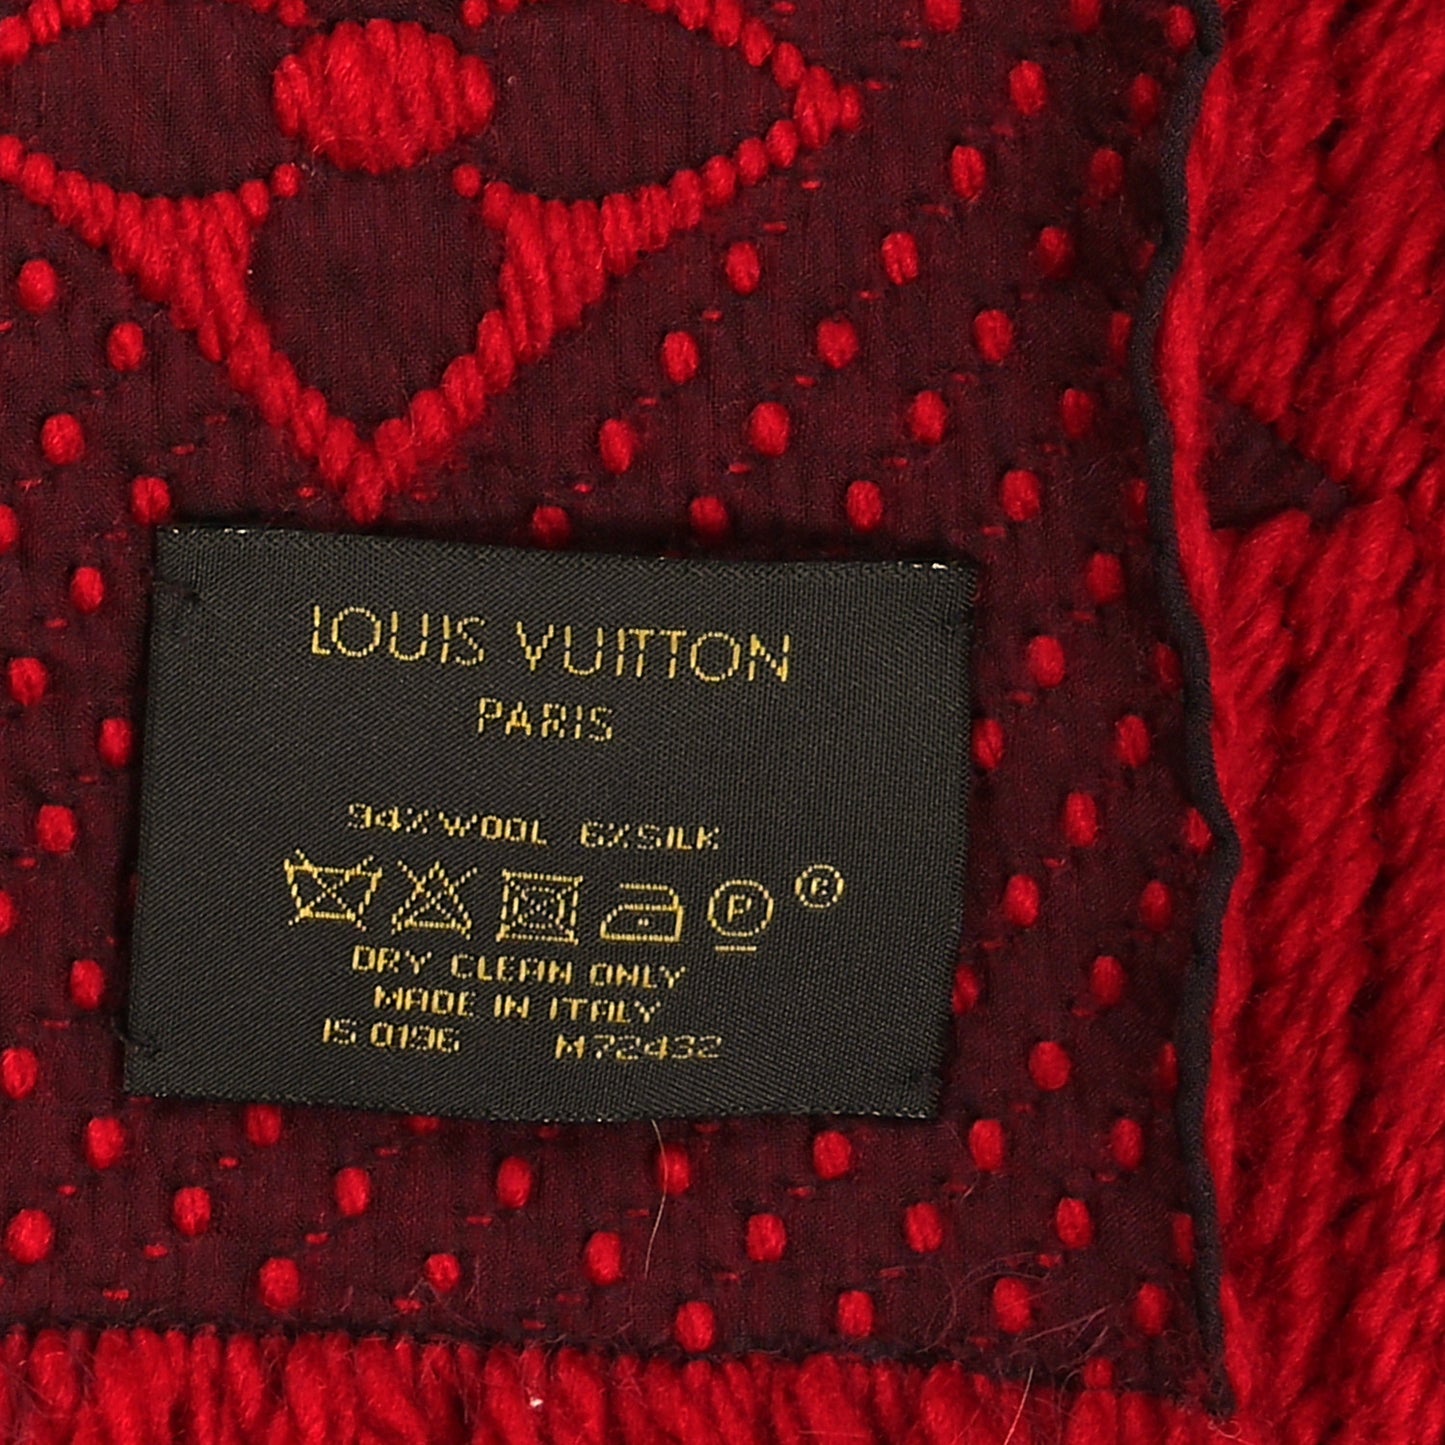 LOUIS VUITTON
PARIS
94%WOOL 6%SILK
P ®
DRY CLEAN ONLY
MADE IN ITALY
IS 0196 M72432